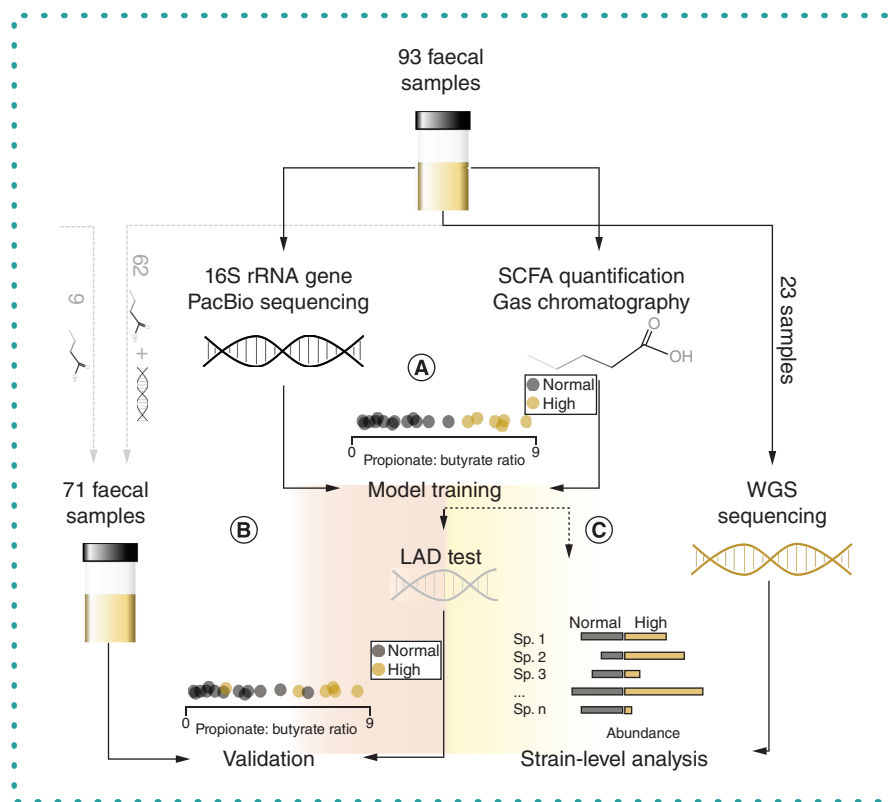 93 faecal
samples
16S rRNA gene
PacBio sequencing
SCFA quantification
Gas chromatography
O
OH
23 samples
62
+
9
A
Normal
High
0
9
Propionate: butyrate ratio
Model training
71 faecal
samples
B
C
WGS
sequencing
LAD test
Normal
High
0
9
Propionate: butyrate ratio
Validation
Normal High
Sp. 1
Sp. 2
Sp. 3
...
Sp. n
Abundance
Strain-level analysis